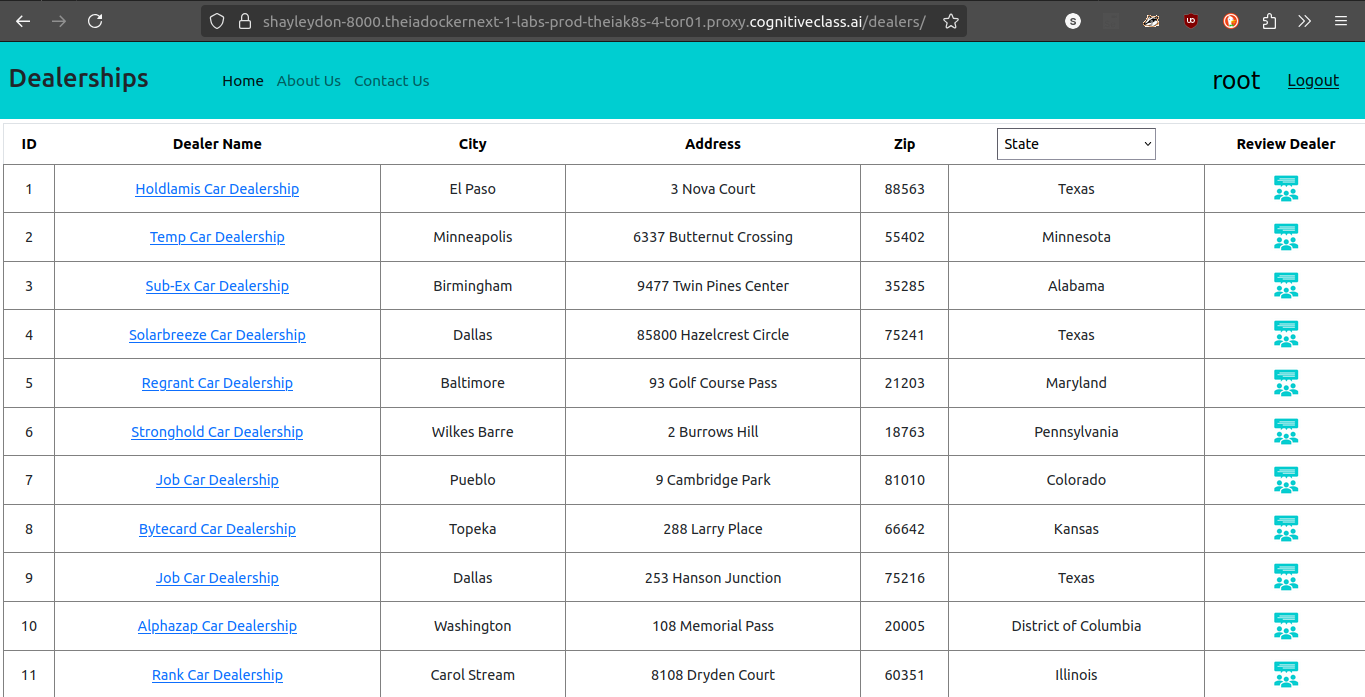 shayleydon-8000.theiadockernext-1-labs-prod-theiak8s-4-tor01.proxy.cognitiveclass.ai/dealers/
Dealerships Home About Us Contact Us root Logout
ID Dealer Name City Address Zip State Review Dealer
1 Holdlamis Car Dealership El Paso 3 Nova Court 88563 Texas
2 Temp Car Dealership Minneapolis 6337 Butternut Crossing 55402 Minnesota
3 Sub-Ex Car Dealership Birmingham 9477 Twin Pines Center 35285 Alabama
4 Solarbreeze Car Dealership Dallas 85800 Hazelcrest Circle 75241 Texas
5 Regrant Car Dealership Baltimore 93 Golf Course Pass 21203 Maryland
6 Stronghold Car Dealership Wilkes Barre 2 Burrows Hill 18763 Pennsylvania
7 Job Car Dealership Pueblo 9 Cambridge Park 81010 Colorado
8 Bytecard Car Dealership Topeka 288 Larry Place 66642 Kansas
9 Job Car Dealership Dallas 253 Hanson Junction 75216 Texas
10 Alphazap Car Dealership Washington 108 Memorial Pass 20005 District of Columbia
11 Rank Car Dealership Carol Stream 8108 Dryden Court 60351 Illinois